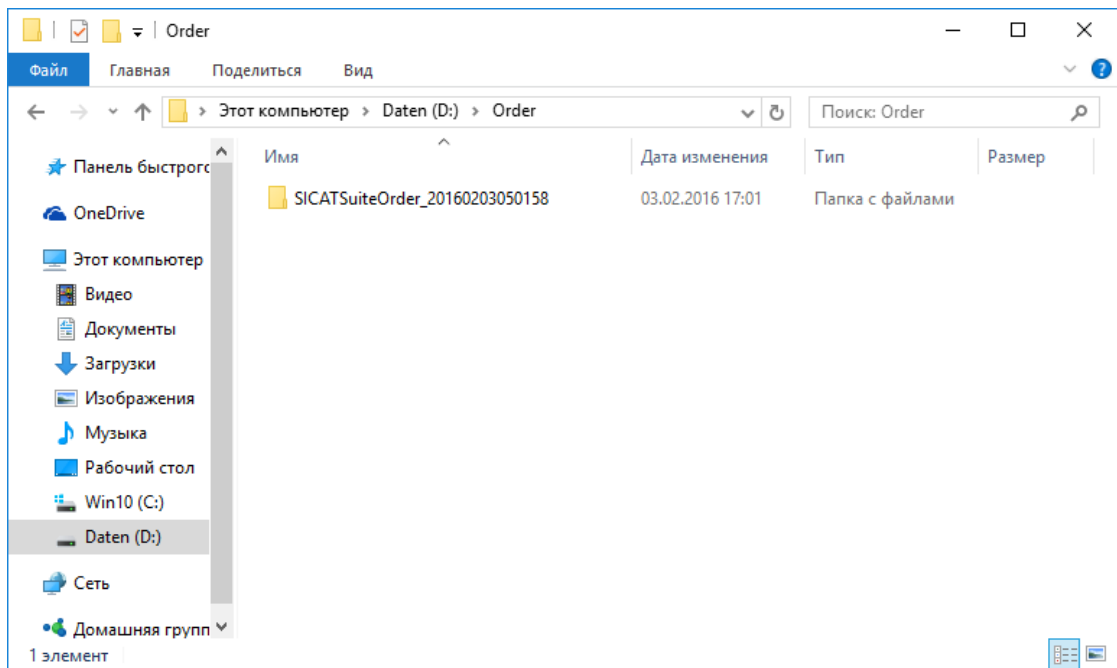 Order
Файл Главная Поделиться Вид
Этот компьютер > Daten (D:) > Order Поиск: Order
Имя Дата изменения Тип Размер
SICATSuiteOrder_20160203050158 03.02.2016 17:01 Папка с файлами
Панель быстрого
OneDrive
Этот компьютер
Видео
Документы
Загрузки
Изображения
Музыка
Рабочий стол
Win10 (C:)
Daten (D:)
Сеть
Домашняя групп
1 элемент